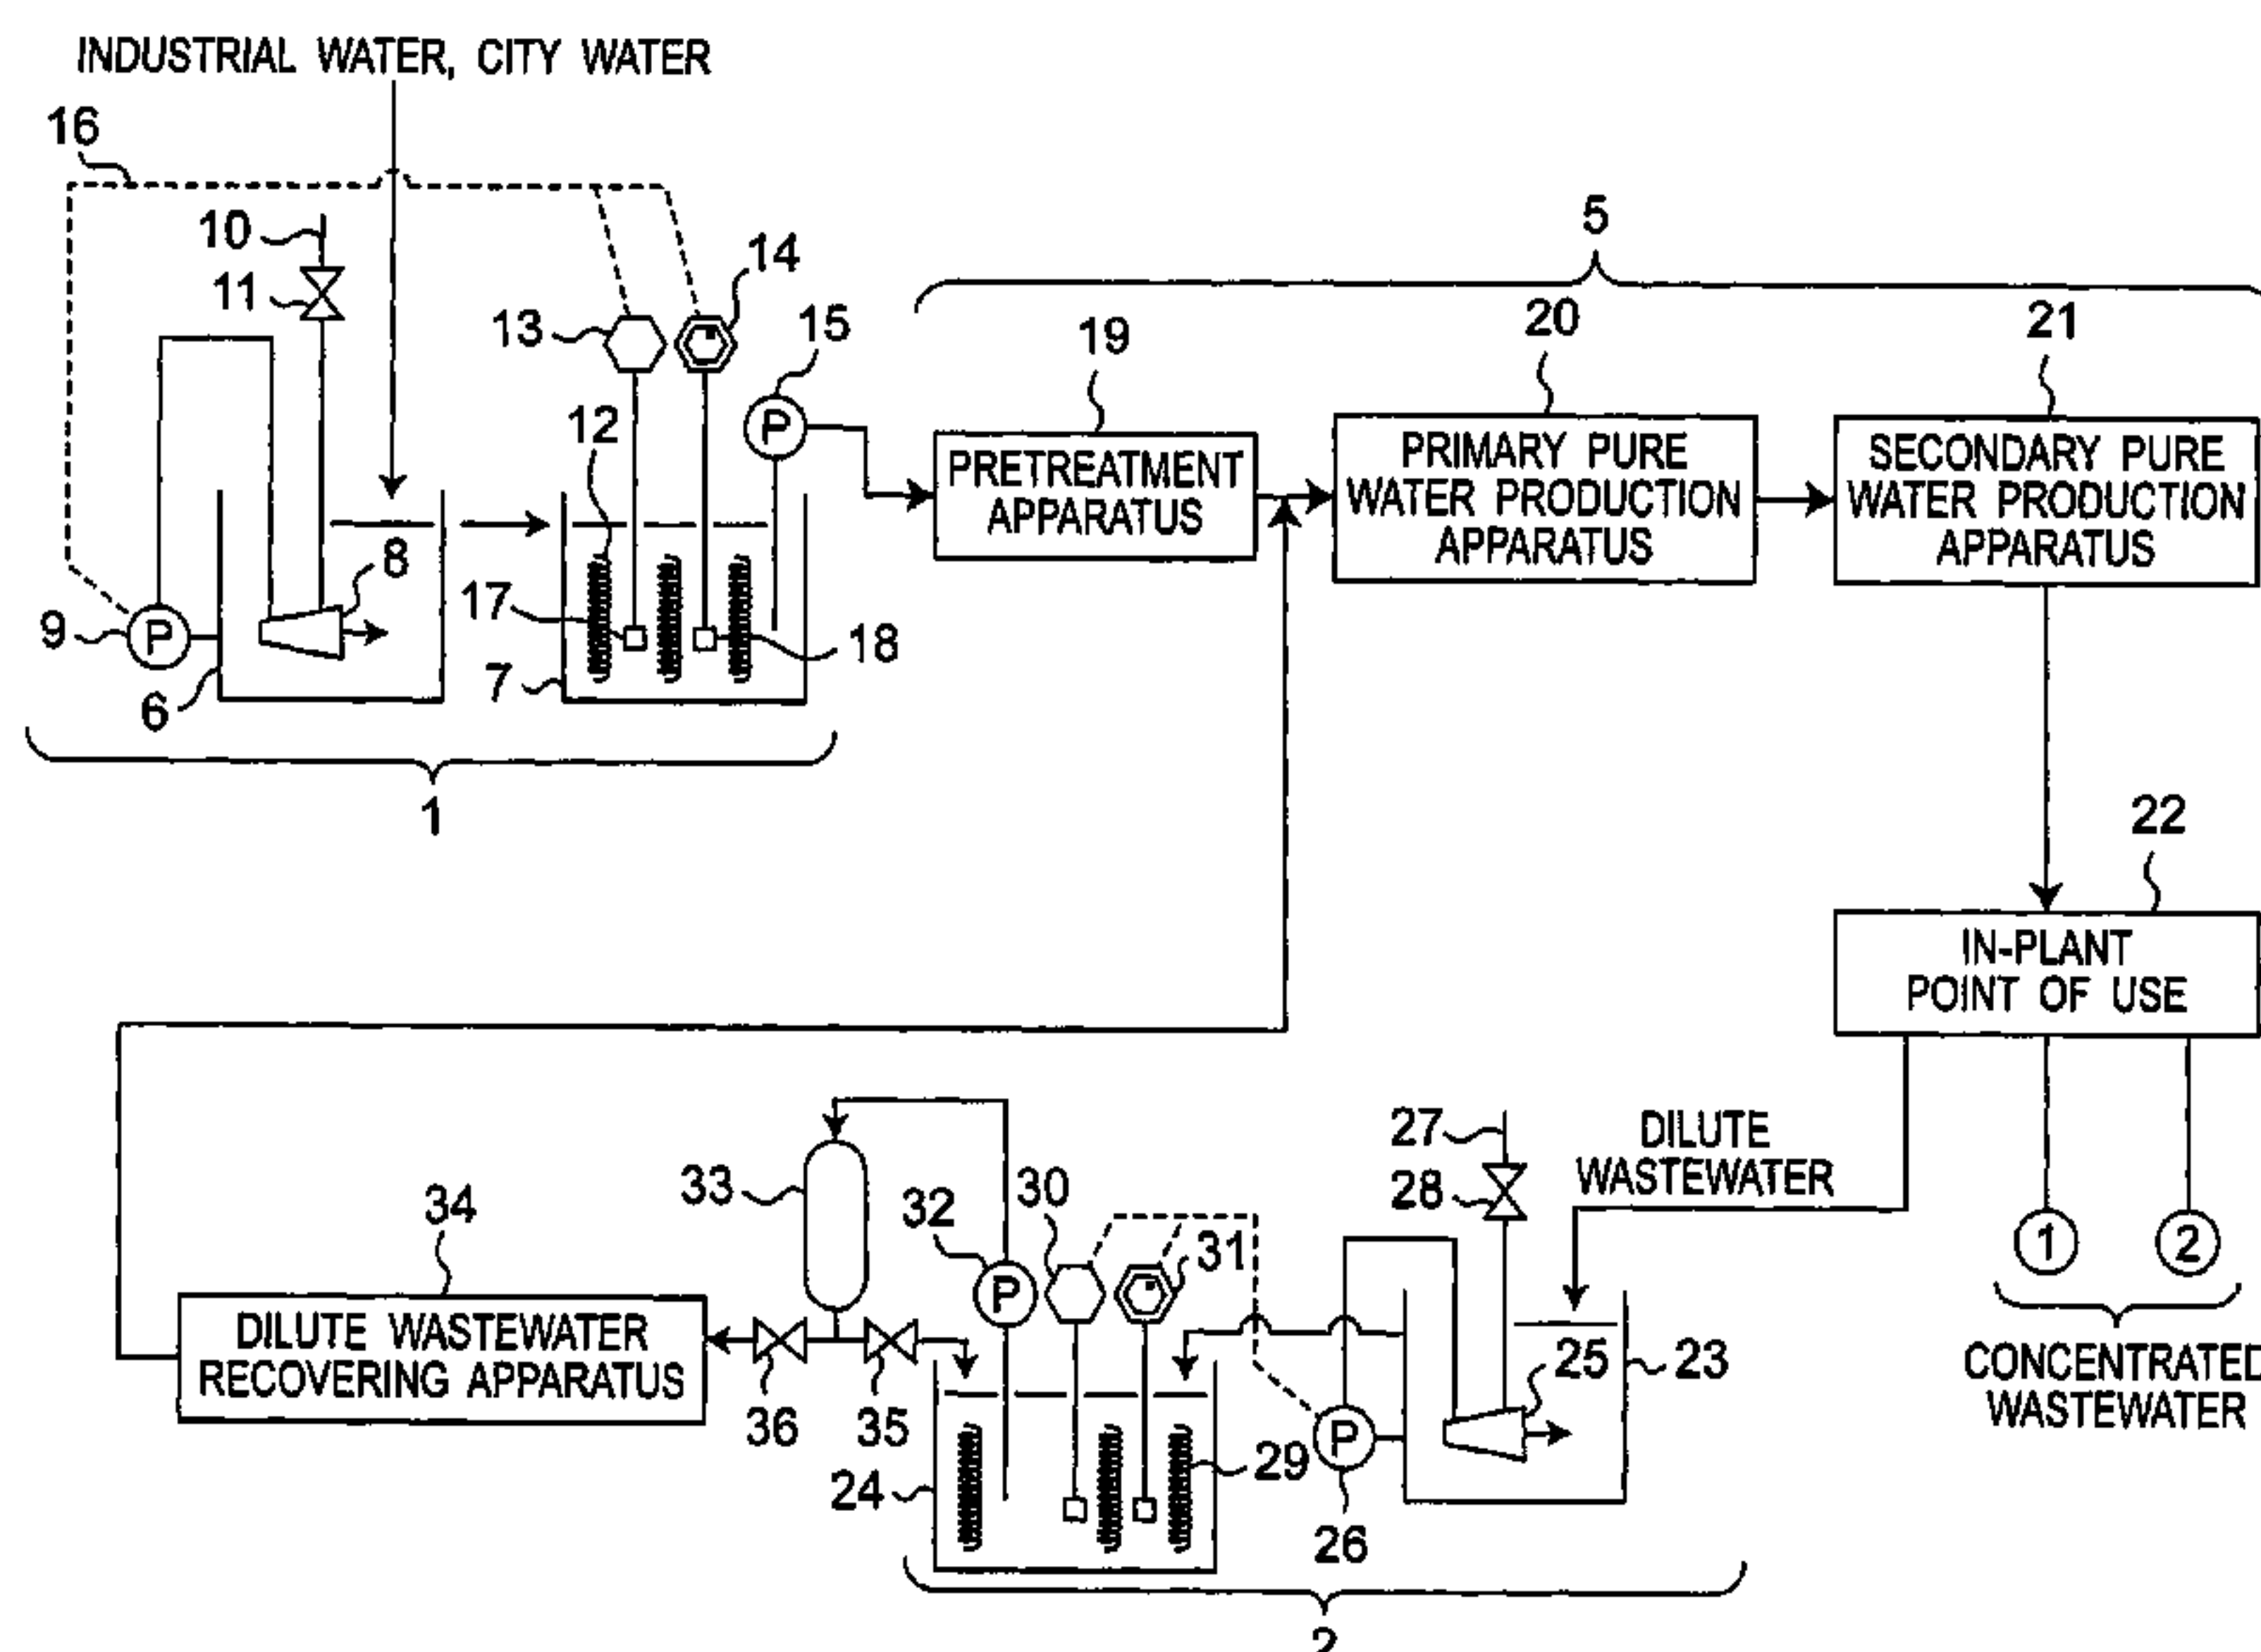 INDUSTRIAL WATER, CITY WATER
16
10
11
13
14
15
12
8
17
18
9
6
7
1
5
19
20
21
P
P
PRETREATMENT
APPARATUS
PRIMARY PURE
WATER PRODUCTION
APPARATUS
SECONDARY PURE
WATER PRODUCTION
APPARATUS
22
IN-PLANT
POINT OF USE
DILUTE
WASTEWATER
1
2
CONCENTRATED
WASTEWATER
27
28
25
23
33
32
30
31
P
P
34
DILUTE WASTEWATER
RECOVERING APPARATUS
36
35
24
29
26
2